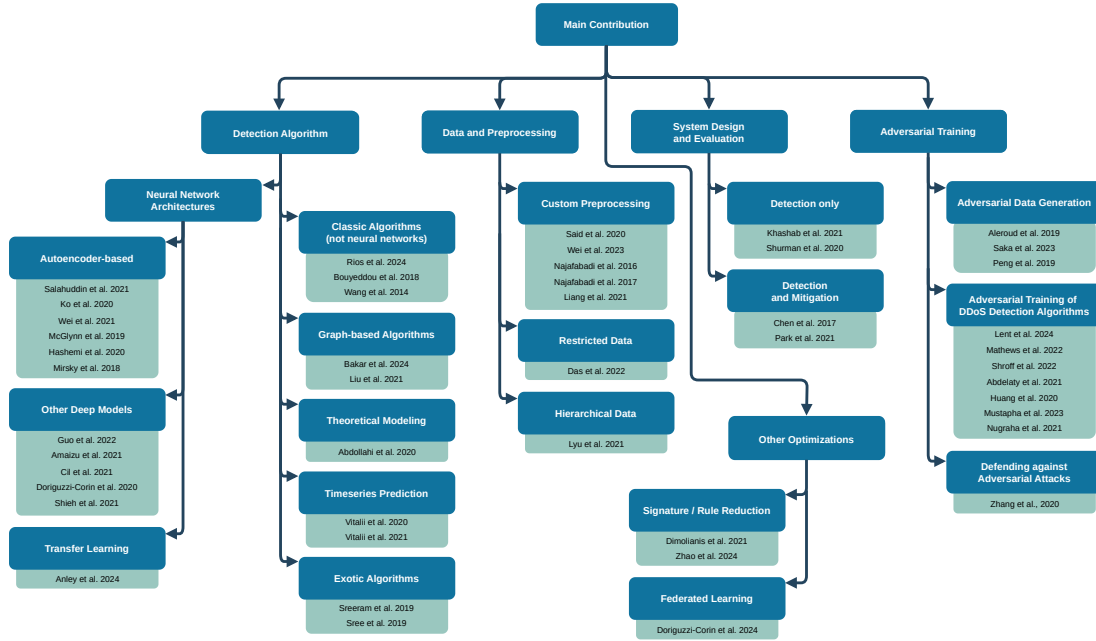 Main Contribution
Detection Algorithm
Neural Network
Architectures
Autoencoder-based
Salahuddin et al. 2021
Ko et al. 2020
Wei et al. 2021
McGlynn et al. 2019
Hashemi et al. 2020
Mirsky et al. 2018
Other Deep Models
Guo et al. 2022
Amaizu et al. 2021
Cil et al. 2021
Doriguzzi-Corin et al. 2020
Shieh et al. 2021
Transfer Learning
Anley et al. 2024
Classic Algorithms
(not neural networks)
Rios et al. 2024
Bouyeddou et al. 2018
Wang et al. 2014
Graph-based Algorithms
Bakar et al. 2024
Liu et al. 2021
Theoretical Modeling
Abdollahi et al. 2020
Timeseries Prediction
Vitalii et al. 2020
Vitalii et al. 2021
Exotic Algorithms
Sreeram et al. 2019
Sree et al. 2019
Data and Preprocessing
Custom Preprocessing
Said et al. 2020
Wei et al. 2023
Najafabadi et al. 2016
Najafabadi et al. 2017
Liang et al. 2021
Restricted Data
Das et al. 2022
Hierarchical Data
Lyu et al. 2021
System Design
and Evaluation
Detection only
Khashab et al. 2021
Shurman et al. 2020
Detection
and Mitigation
Chen et al. 2017
Park et al. 2021
Other Optimizations
Signature / Rule Reduction
Dimolianis et al. 2021
Zhao et al. 2024
Federated Learning
Doriguzzi-Corin et al. 2024
Adversarial Training
Adversarial Data Generation
Aleroud et al. 2019
Saka et al. 2023
Peng et al. 2019
Adversarial Training of
DDoS Detection Algorithms
Lent et al. 2024
Mathews et al. 2022
Shroff et al. 2022
Abdelaty et al. 2021
Huang et al. 2020
Mustapha et al. 2023
Nugraha et al. 2021
Defending against
Adversarial Attacks
Zhang et al., 2020